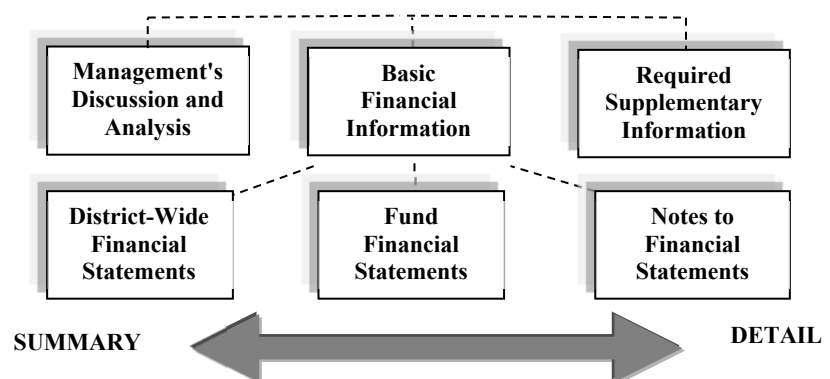 Management's
Discussion and
Analysis
Basic
Financial
Information
Required
Supplementary
Information
District-Wide
Financial
Statements
Fund
Financial
Statements
Notes to
Financial
Statements
SUMMARY
DETAIL